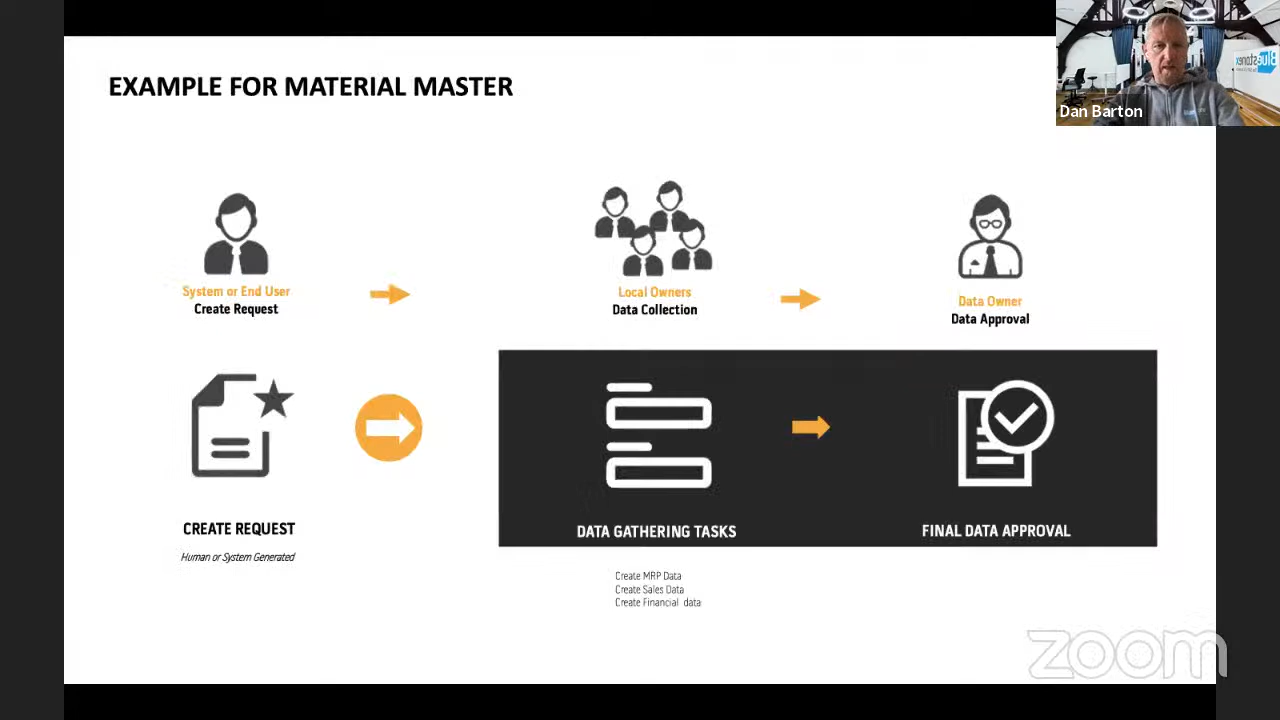 EXAMPLE FOR MATERIAL MASTER
Bluestonex
Dan Barton
System or End User
Create Request
Local Owners
Data Collection
Data Owner
Data Approval
CREATE REQUEST
Human or System Generated
DATA GATHERING TASKS
FINAL DATA APPROVAL
Create MRP Data
Create Sales Data
Create Financial data
zoom